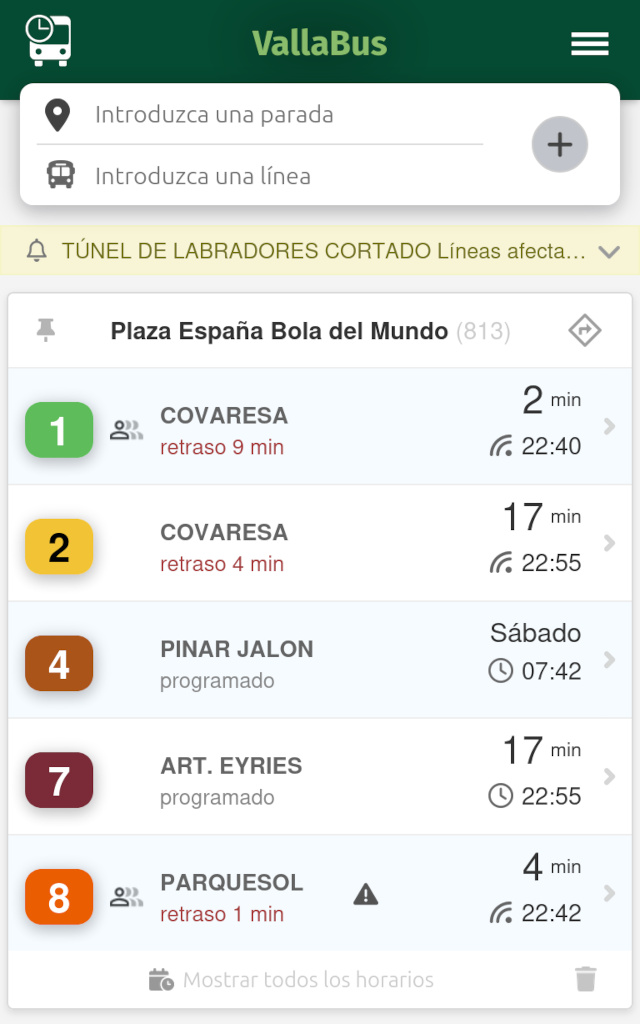 VallaBus
Introduzca una parada
Introduzca una línea
TÚNEL DE LABRADORES CORTADO Líneas afecta...
Plaza España Bola del Mundo (813)
1 COVARESA 2 min
retraso 9 min 22:40
2 COVARESA 17 min
retraso 4 min 22:55
4 PINAR JALON Sábado
programado 07:42
7 ART. EYRIES 17 min
programado 22:55
8 PARQUESOL 4 min
retraso 1 min 22:42
Mostrar todos los horarios